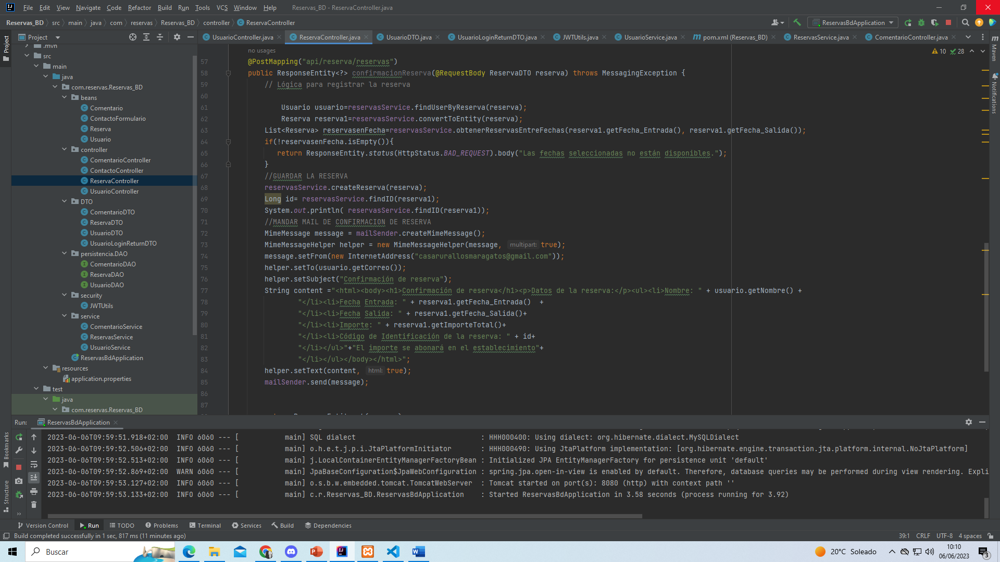 File Edit View Navigate Code Refactor Build Run Tools VCS Window Help Reservas_BD - ReservaController.java
Reservas_BD src main java com reservas Reservas_BD controller ReservaController ReservasBdApplication
Project
UsuarioController.java ReservaController.java UsuarioDTO.java UsuarioLoginReturnDTO.java JWTUtils.java UsuarioService.java pom.xml (Reservas_BD) ReservasService.java ComentarioController.java
Project
Maven
Notifications
10 28
.mvn
src
main
java
com.reservas.Reservas_BD
beans
Comentario
ContactoFormulario
Reserva
Usuario
controller
ComentarioController
ContactoController
ReservaController
UsuarioController
DTO
ComentarioDTO
ReservaDTO
UsuarioDTO
UsuarioLoginReturnDTO
persistencia.DAO
ComentarioDAO
ReservaDAO
UsuarioDAO
security
JWTUtils
service
ComentarioService
ReservasService
UsuarioService
ReservasBdApplication
resources
application.properties
test
java
com.reservas.Reservas_BD
no usages
57 @PostMapping("api/reserva/reservas")
58 public ResponseEntity<?> confirmacionReserva(@RequestBody ReservaDTO reserva) throws MessagingException {
59 // Lógica para registrar la reserva
60
61 Usuario usuario=reservasService.findUserByReserva(reserva);
62 Reserva reserva1=reservasService.convertToEntity(reserva);
63 List<Reserva> reservasenFecha=reservasService.obtenerReservasEntreFechas(reserva1.getFecha_Entrada(), reserva1.getFecha_Salida());
64 if(!reservasenFecha.isEmpty()){
65 return ResponseEntity.status(HttpStatus.BAD_REQUEST).body("Las fechas seleccionadas no están disponibles.");
66 }
67 //GUARDAR LA RESERVA
68 reservasService.createReserva(reserva);
69 Long id= reservasService.findID(reserva1);
70 System.out.println( reservasService.findID(reserva1));
71 //MANDAR MAIL DE CONFIRMACION DE RESERVA
72 MimeMessage message = mailSender.createMimeMessage();
73 MimeMessageHelper helper = new MimeMessageHelper(message, multipart: true);
74 message.setFrom(new InternetAddress("casarurallosmaragatos@gmail.com"));
75 helper.setTo(usuario.getCorreo());
76 helper.setSubject("Confirmación de reserva");
77 String content ="<html><body><h1>Confirmación de reserva</h1><p>Datos de la reserva:</p><ul><li>Nombre: " + usuario.getNombre() +
78 "</li><li>Fecha Entrada: " + reserva1.getFecha_Entrada() +
79 "</li><li>Fecha Salida: " + reserva1.getFecha_Salida()+
80 "</li><li>Importe: " + reserva1.getImporteTotal()+
81 "</li><li>Código de Identificación de la reserva: " + id+
82 "</li></ul>"+"El importe se abonará en el establecimiento"+
83 "</li></ul></body></html>";
84 helper.setText(content, html: true);
85 mailSender.send(message);
86
87
Run: ReservasBdApplication
2023-06-06T09:59:51.918+02:00 INFO 6060 --- [ main] SQL dialect : HHH000400: Using dialect: org.hibernate.dialect.MySQLDialect
2023-06-06T09:59:52.506+02:00 INFO 6060 --- [ main] o.h.e.t.j.p.i.JtaPlatformInitiator : HHH000490: Using JtaPlatform implementation: [org.hibernate.engine.transaction.jta.platform.internal.NoJtaPlatform]
2023-06-06T09:59:52.513+02:00 INFO 6060 --- [ main] j.LocalContainerEntityManagerFactoryBean : Initialized JPA EntityManagerFactory for persistence unit 'default'
2023-06-06T09:59:52.869+02:00 WARN 6060 --- [ main] JpaBaseConfiguration$JpaWebConfiguration : spring.jpa.open-in-view is enabled by default. Therefore, database queries may be performed during view rendering. Expli
2023-06-06T09:59:53.127+02:00 INFO 6060 --- [ main] o.s.b.w.embedded.tomcat.TomcatWebServer : Tomcat started on port(s): 8080 (http) with context path ''
2023-06-06T09:59:53.133+02:00 INFO 6060 --- [ main] c.r.Reservas_BD.ReservasBdApplication : Started ReservasBdApplication in 3.58 seconds (process running for 3.92)
Bookmarks
Structure
Version Control Run TODO Problems Terminal Services Build Dependencies
Build completed successfully in 1 sec, 817 ms (11 minutes ago) 39:1 CRLF UTF-8 4 spaces
Buscar 20°C Soleado 10:10
06/06/2023 3